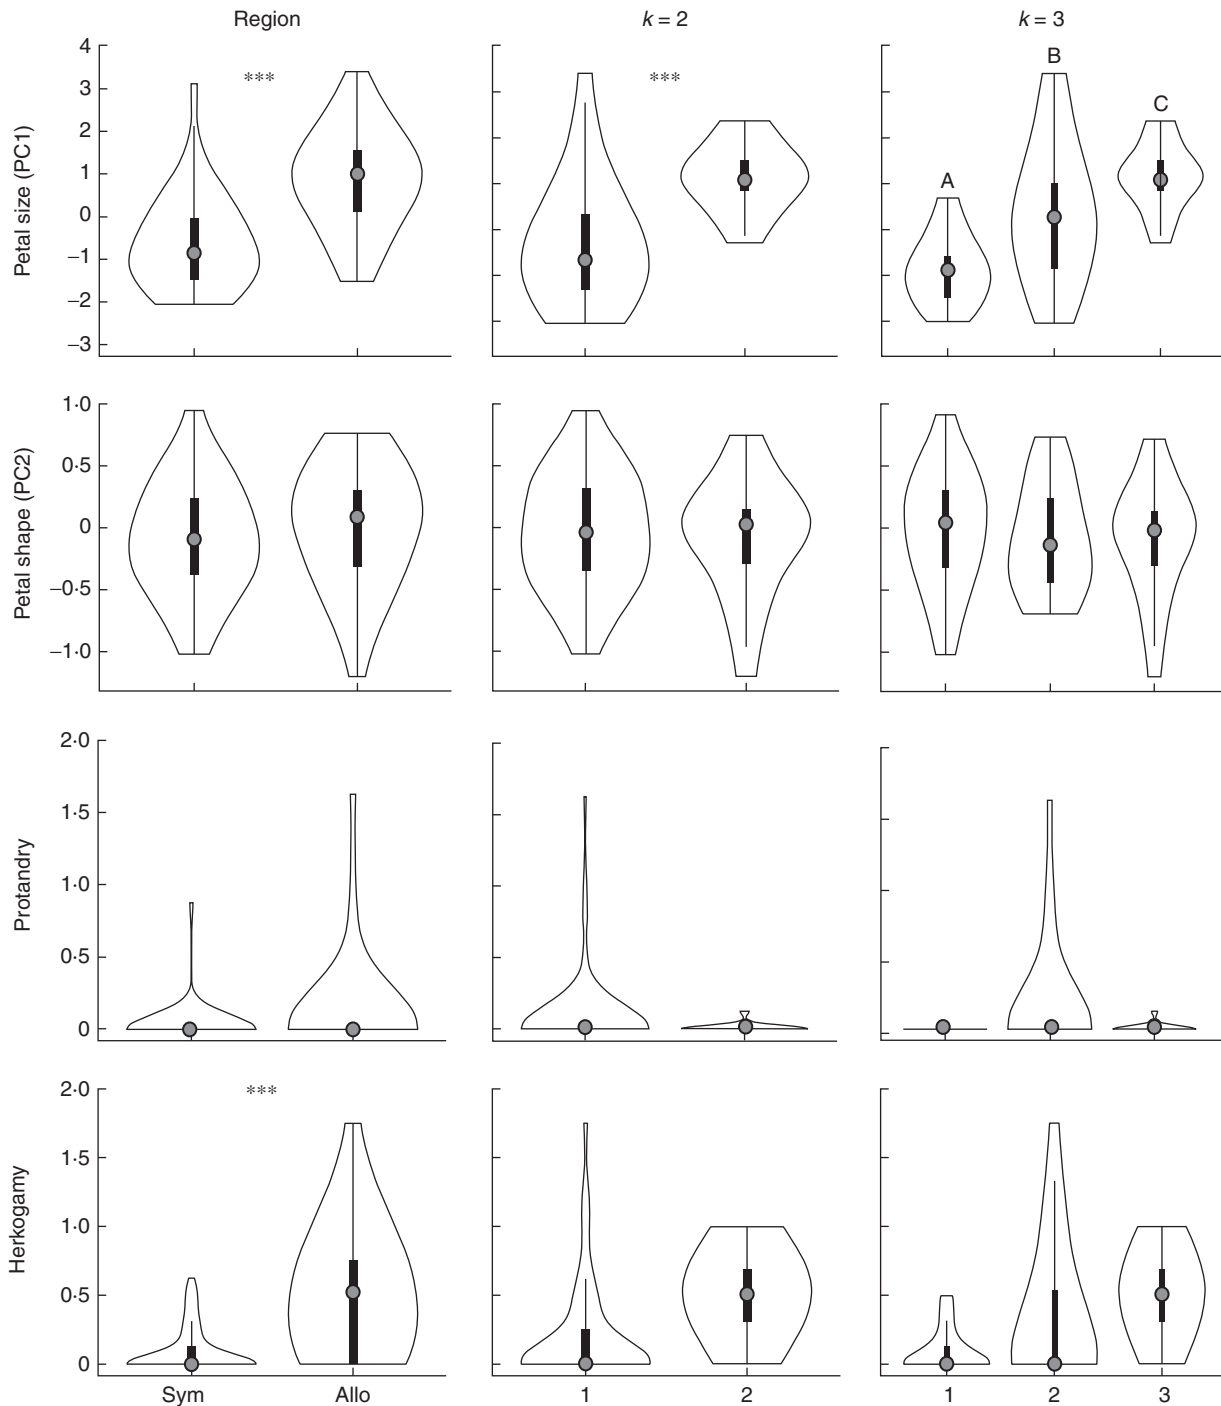 Region
k = 2
k = 3
Petal size (PC1)
4
3
2
1
0
−1
−2
−3
***
***
A
B
C
Petal shape (PC2)
1·0
0·5
0
−0·5
−1·0
Protandry
2·0
1·5
1·0
0·5
0
Herkogamy
2·0
1·5
1·0
0·5
0
***
Sym Allo
1 2
1 2 3